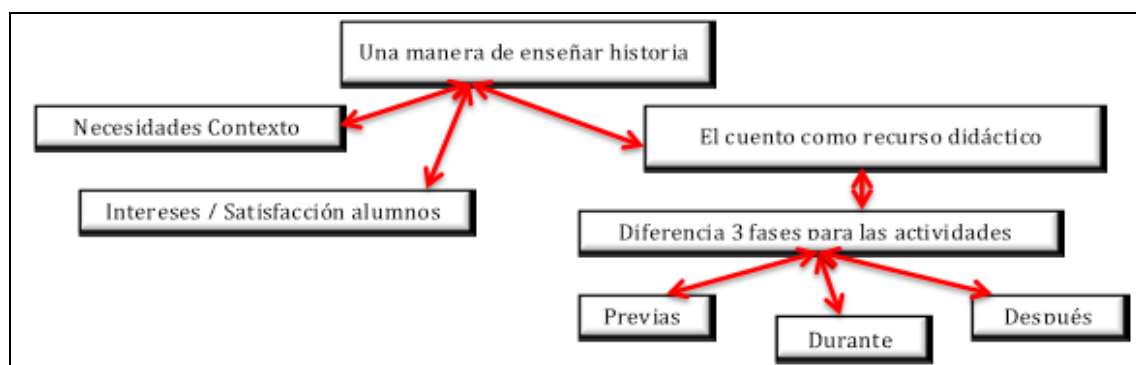 Una manera de enseñar historia
Necesidades Contexto
El cuento como recurso didáctico
Intereses / Satisfacción alumnos
Diferencia 3 fases para las actividades
Previas
Durante
Después